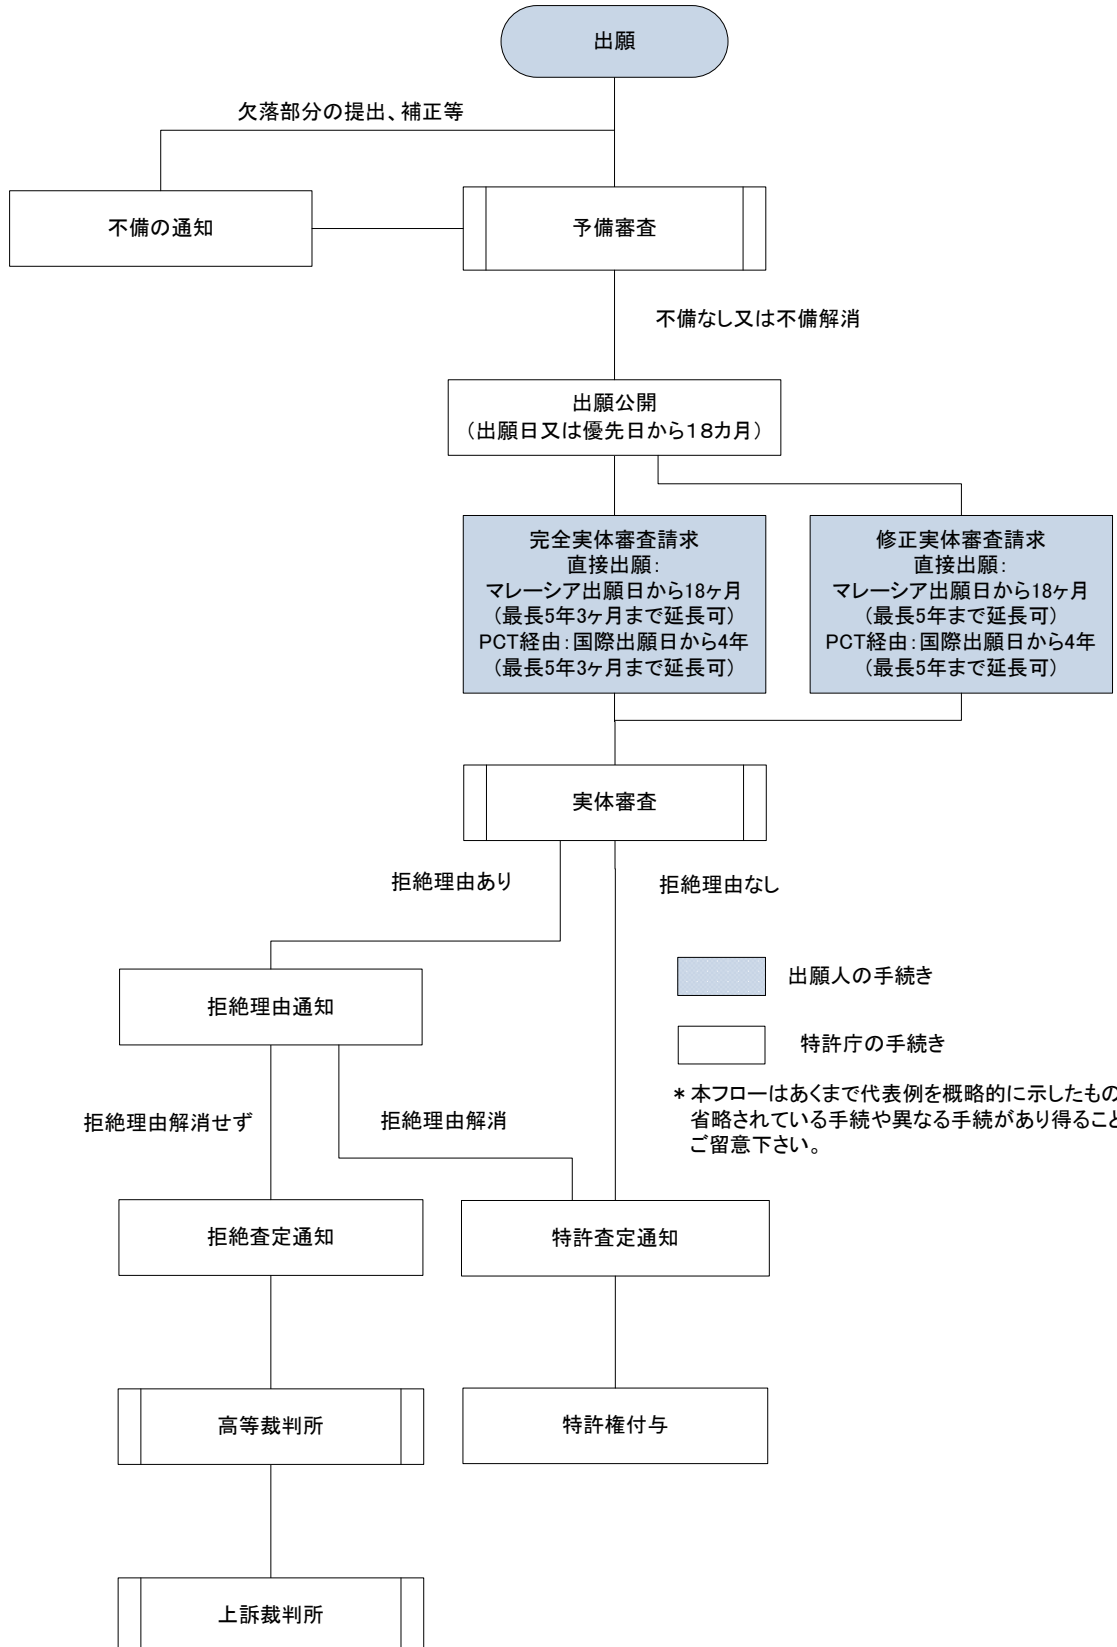 出願
欠落部分の提出、補正等
不備の通知
予備審査
不備なし又は不備解消
出願公開
（出願日又は優先日から１８カ月）
完全実体審査請求
直接出願：
マレーシア出願日から18ヶ月
（最長5年3ヶ月まで延長可）
PCT経由：国際出願日から4年
（最長5年3ヶ月まで延長可）
修正実体審査請求
直接出願：
マレーシア出願日から18ヶ月
（最長5年まで延長可）
PCT経由：国際出願日から4年
（最長5年まで延長可）
実体審査
拒絶理由あり
拒絶理由なし
出願人の手続き
拒絶理由通知
特許庁の手続き
＊本フローはあくまで代表例を概略的に示したもの
省略されている手続や異なる手続があり得ること
ご留意下さい。
拒絶理由解消せず
拒絶理由解消
拒絶査定通知
特許査定通知
高等裁判所
特許権付与
上訴裁判所